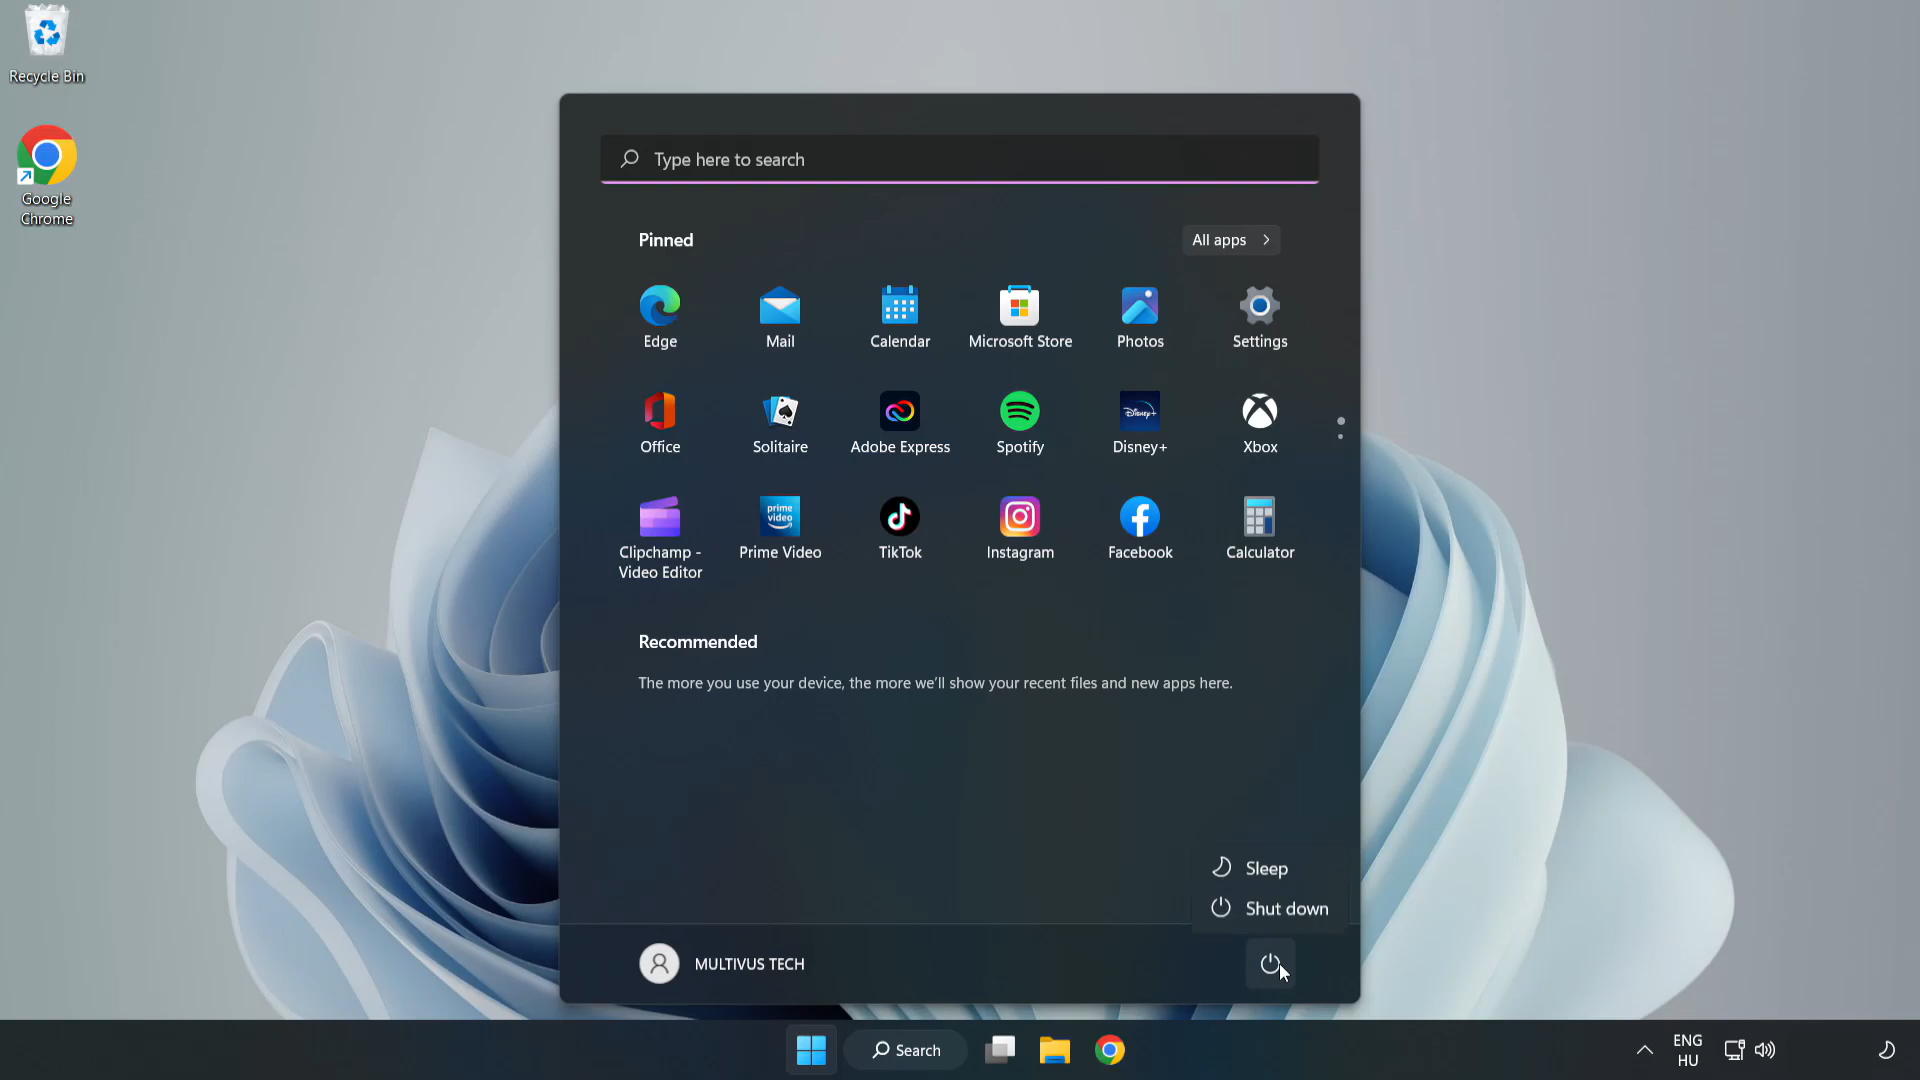 Recycle Bin
Google
Chrome
Type here to search
Pinned
All apps
Edge
Mail
Calendar
Microsoft Store
Photos
Settings
Office
Solitaire
Adobe Express
Disney+
Spotify
Disney+
Xbox
prime
video
Clipchamp -
Video Editor
Prime Video
TikTok
Instagram
Facebook
Calculator
Recommended
The more you use your device, the more we'll show your recent files and new apps here.
Sleep
Shut down
MULTIVUS TECH
Search
ENG
HU